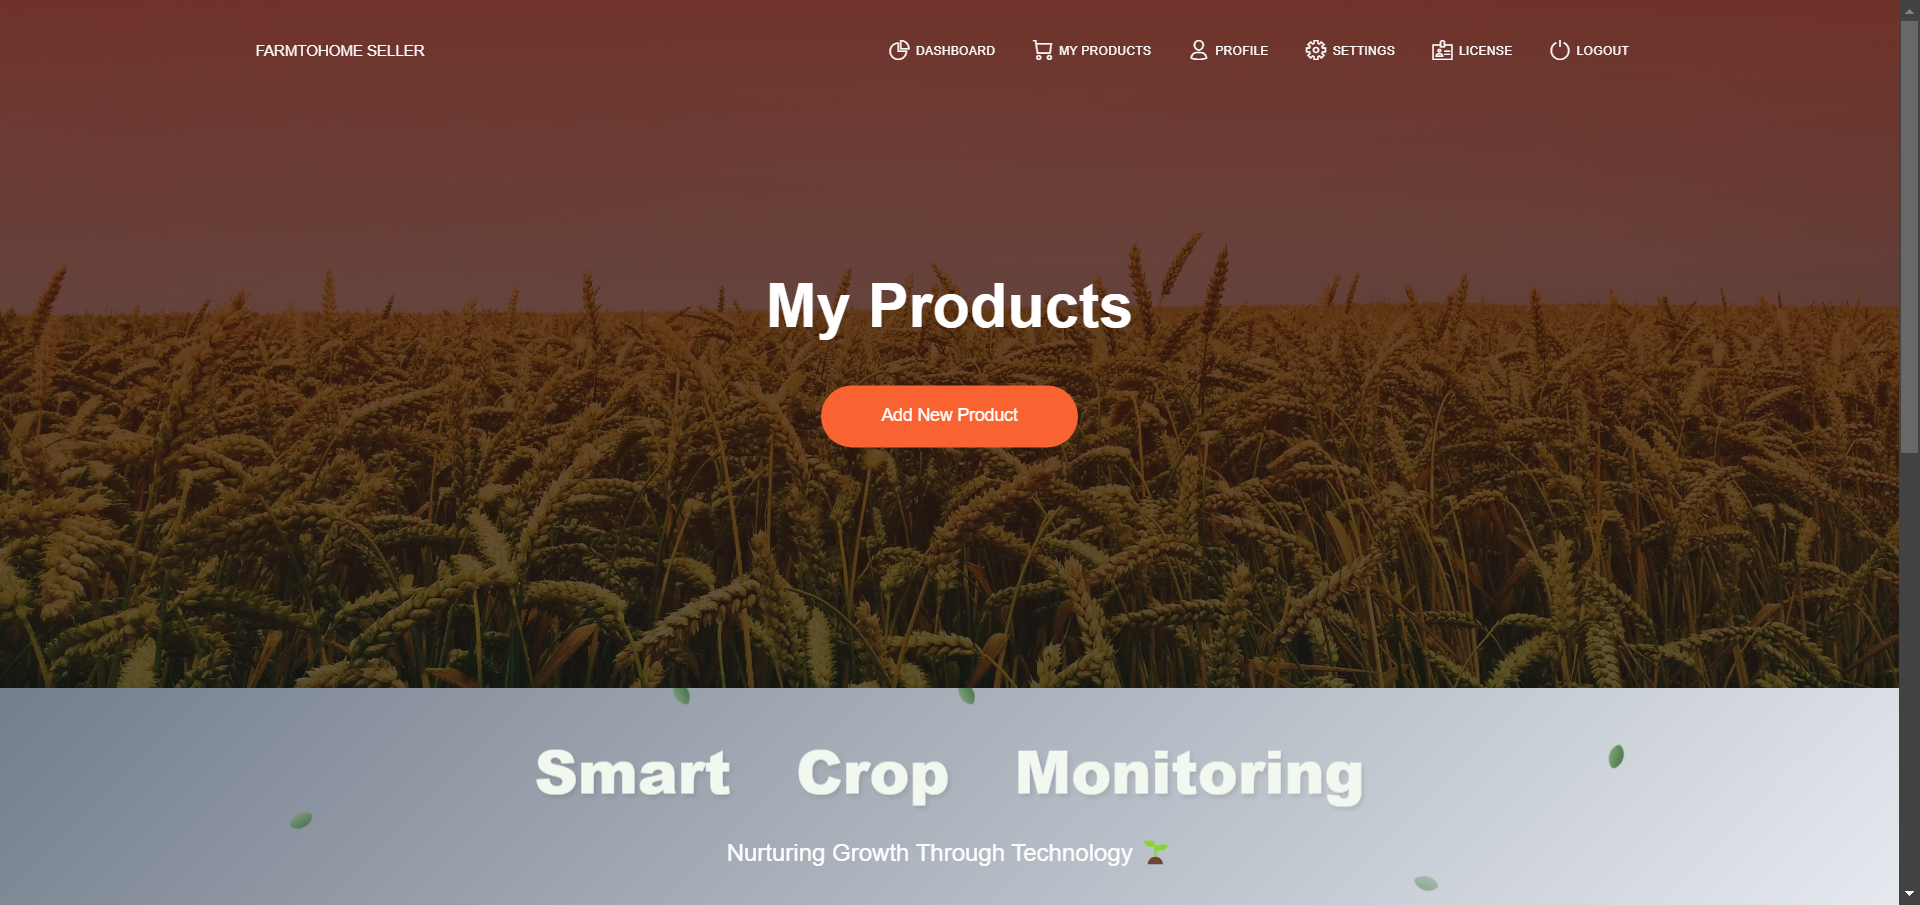 FARMTOHOME SELLER
DASHBOARD
MY PRODUCTS
PROFILE
SETTINGS
LICENSE
LOGOUT
My Products
Add New Product
Smart Crop Monitoring
Nurturing Growth Through Technology 🌱